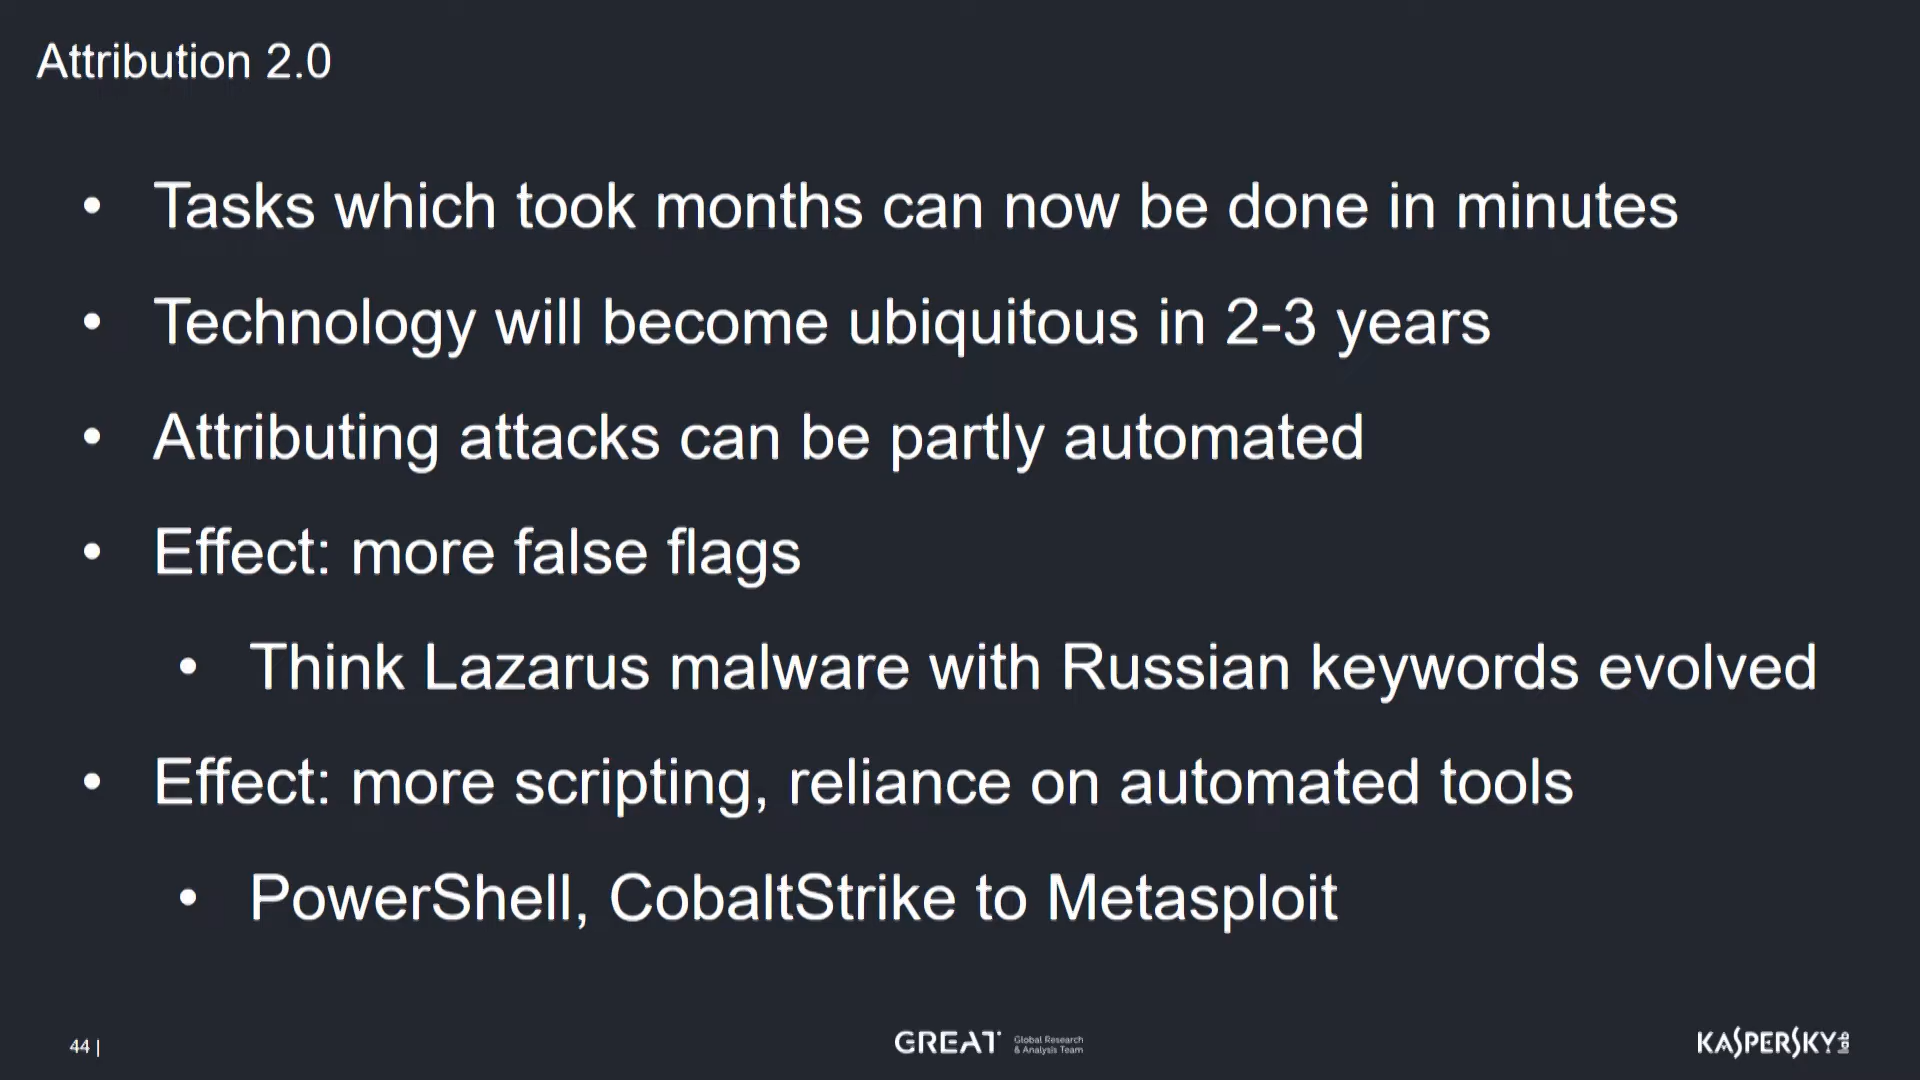 Attribution 2.0
• Tasks which took months can now be done in minutes
• Technology will become ubiquitous in 2-3 years
• Attributing attacks can be partly automated
• Effect: more false flags
• Think Lazarus malware with Russian keywords evolved
• Effect: more scripting, reliance on automated tools
• PowerShell, CobaltStrike to Metasploit
44 |
GREAT
Global Research
& Analysis Team
KASPERSKY lab